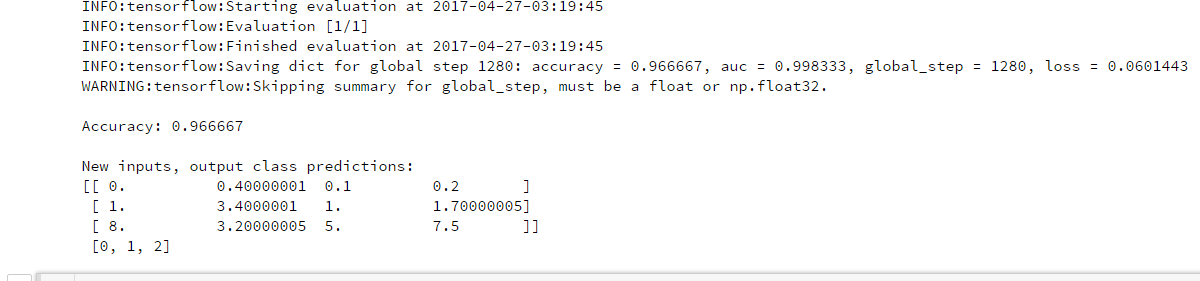 INFO:tensorflow:Starting evaluation at 2017-04-27-03:19:45
INFO:tensorflow:Evaluation [1/1]
INFO:tensorflow:Finished evaluation at 2017-04-27-03:19:45
INFO:tensorflow:Saving dict for global step 1280: accuracy = 0.966667, auc = 0.998333, global_step = 1280, loss = 0.0601443
WARNING:tensorflow:Skipping summary for global_step, must be a float or np.float32.
Accuracy: 0.966667
New inputs, output class predictions:
[[ 0.          0.40000001  0.1         0.2       ]
 [ 1.          3.4000001   1.          1.70000005]
 [ 8.          3.20000005  5.          7.5       ]]
 [0, 1, 2]